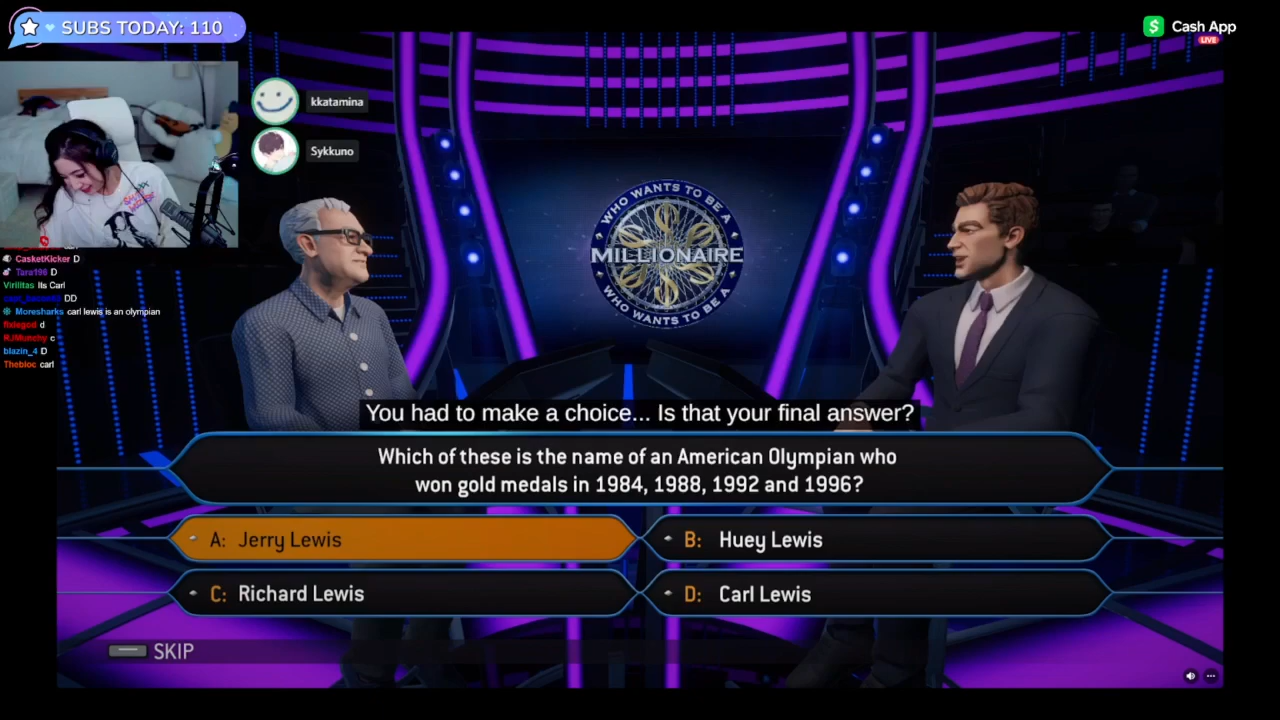 SUBS TODAY: 110
Cash App
LIVE
kkatamina
Sykkuno
CasketKicker D
Tara196 D
Virilitas Its Carl
DD
Moresharks carl lewis is an olympian
d
RJMunchy c
blazin_4 D
Thebloc carl
WHO WANTS TO BE A
MILLIONAIRE
WHO WANTS TO BE A
You had to make a choice... Is that your final answer?
Which of these is the name of an American Olympian who
won gold medals in 1984, 1988, 1992 and 1996?
A: Jerry Lewis
B: Huey Lewis
C: Richard Lewis
D: Carl Lewis
SKIP